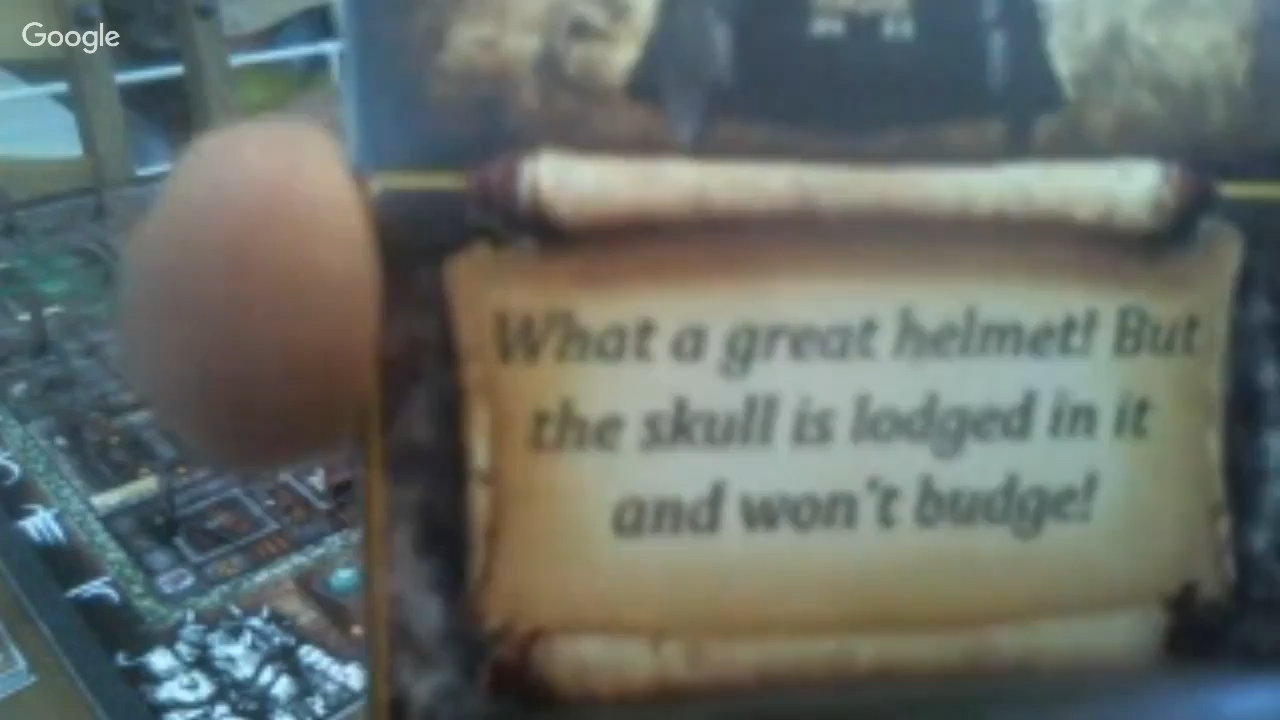 Google
What a great helmet! But
the skull is lodged in it
and won't budge!